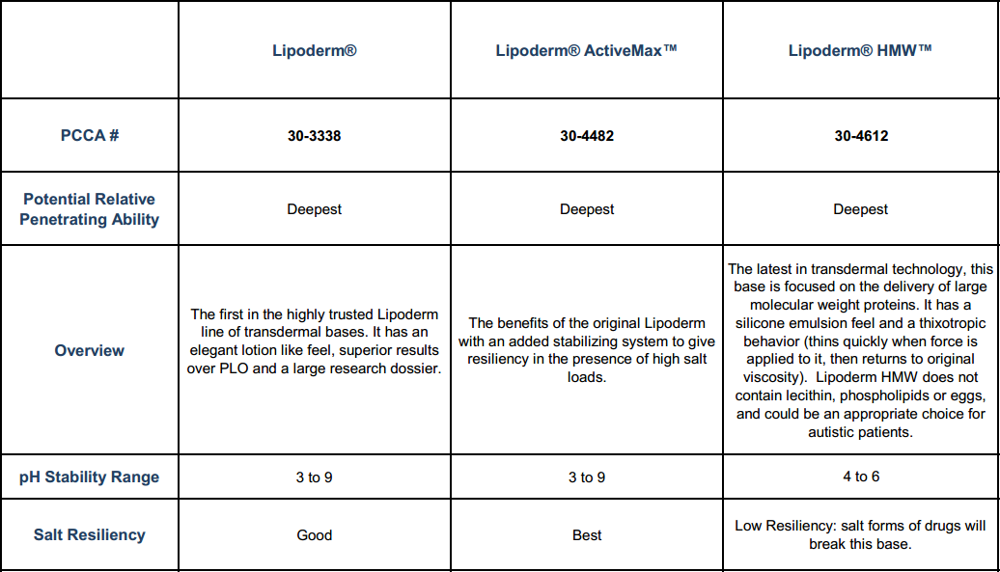 Lipoderm® Lipoderm® ActiveMax™ Lipoderm® HMW™
PCCA # 30-3338 30-4482 30-4612
Potential Relative
Penetrating Ability
Deepest Deepest Deepest
Overview
The first in the highly trusted Lipoderm
line of transdermal bases. It has an
elegant lotion like feel, superior results
over PLO and a large research dossier.
The benefits of the original Lipoderm
with an added stabilizing system to give
resiliency in the presence of high salt
loads.
The latest in transdermal technology, this
base is focused on the delivery of large
molecular weight proteins. It has a
silicone emulsion feel and a thixotropic
behavior (thins quickly when force is
applied to it, then returns to original
viscosity).  Lipoderm HMW does not
contain lecithin, phospholipids or eggs,
and could be an appropriate choice for
autistic patients.
pH Stability Range 3 to 9 3 to 9 4 to 6
Salt Resiliency Good Best
Low Resiliency: salt forms of drugs will
break this base.